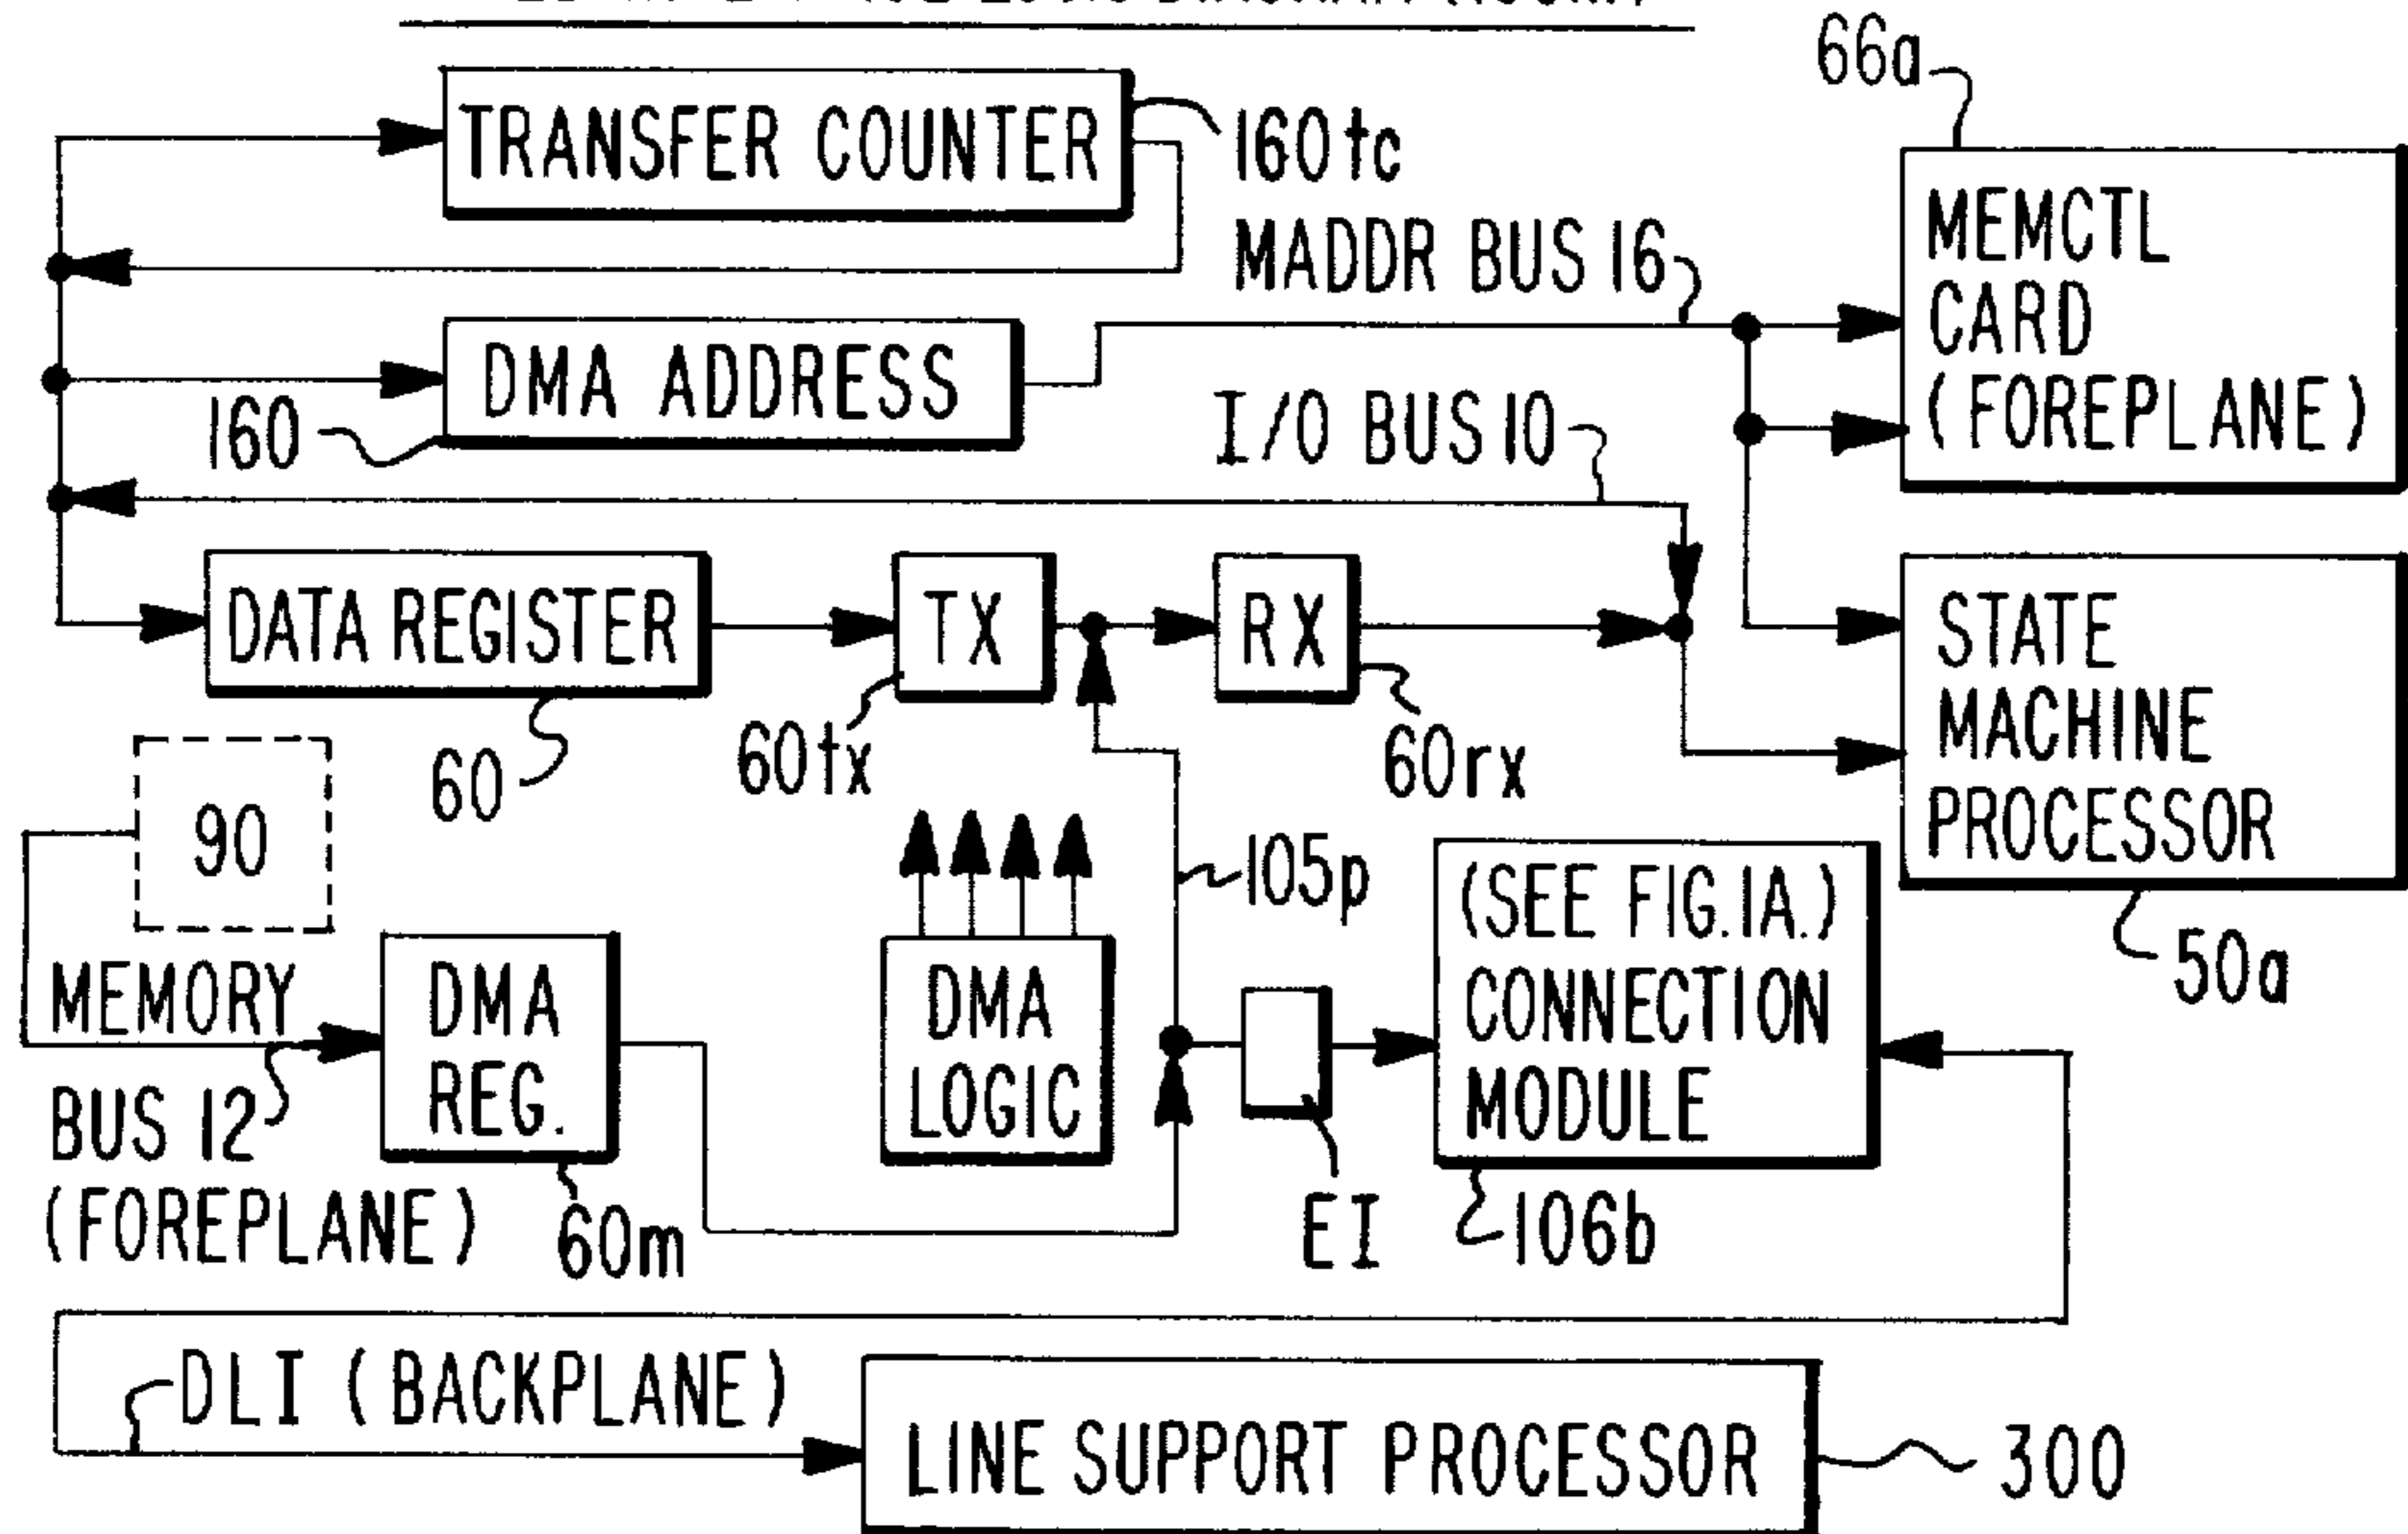 66a
TRANSFER COUNTER
160tc
MADDR BUS 16
MEMCTL
CARD
(FOREPLANE)
DMA ADDRESS
160
I/O BUS 10
DATA REGISTER
TX
RX
STATE
MACHINE
PROCESSOR
60
60tx
60rx
90
105p
50a
MEMORY
BUS 12
(FOREPLANE)
DMA
REG.
60m
DMA
LOGIC
EI
(SEE FIG. 1A.)
CONNECTION
MODULE
106b
DLI (BACKPLANE)
LINE SUPPORT PROCESSOR
300